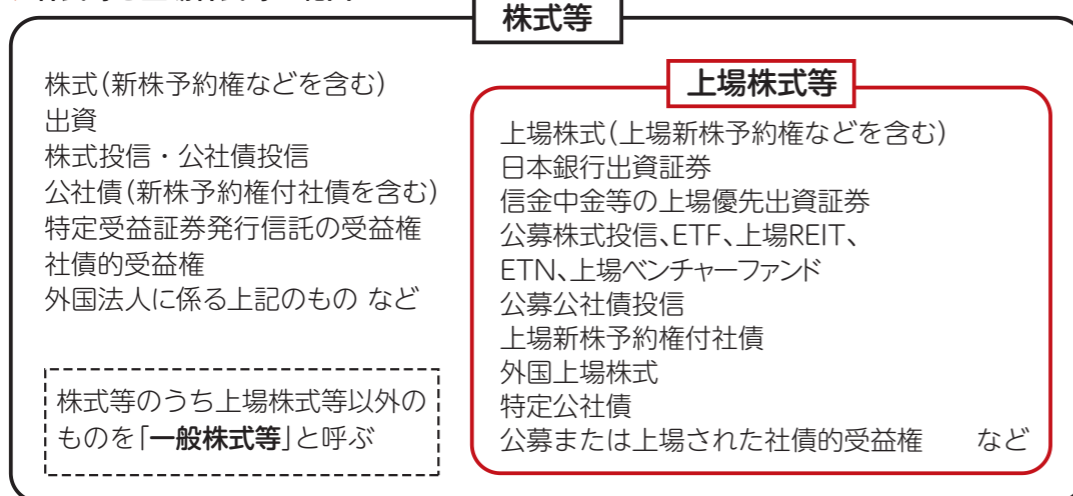 株式等
株式(新株予約権などを含む)
出資
株式投信・公社債投信
公社債(新株予約権付社債を含む)
特定受益証券発行信託の受益権
社債的受益権
外国法人に係る上記のもの など
株式等のうち上場株式等以外の
ものを「一般株式等」と呼ぶ
上場株式等
上場株式(上場新株予約権などを含む)
日本銀行出資証券
信金中金等の上場優先出資証券
公募株式投信、ETF、上場REIT、
ETN、上場ベンチャーファンド
公募公社債投信
上場新株予約権付社債
外国上場株式
特定公社債
公募または上場された社債的受益権 など